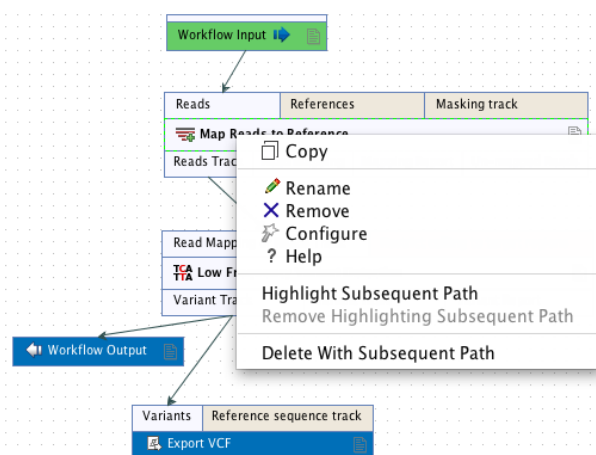 Workflow Input
Reads References Masking track
Map Reads to Reference
Reads Trac
Copy
Rename
Remove
Configure
? Help
Highlight Subsequent Path
Remove Highlighting Subsequent Path
Delete With Subsequent Path
Read Mapp
TCA
TTA Low Fr
Variant Tra
Workflow Output
Variants Reference sequence track
Export VCF